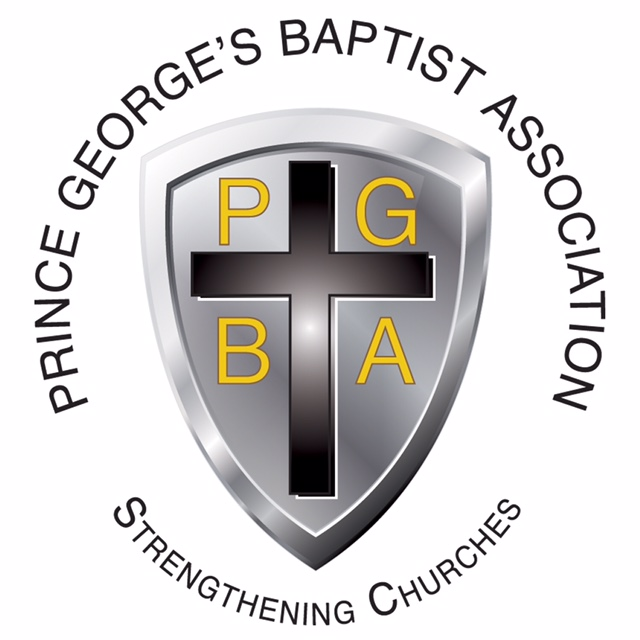 PRINCE GEORGE'S BAPTIST ASSOCIATION
P G
B A
STRENGTHENING CHURCHES